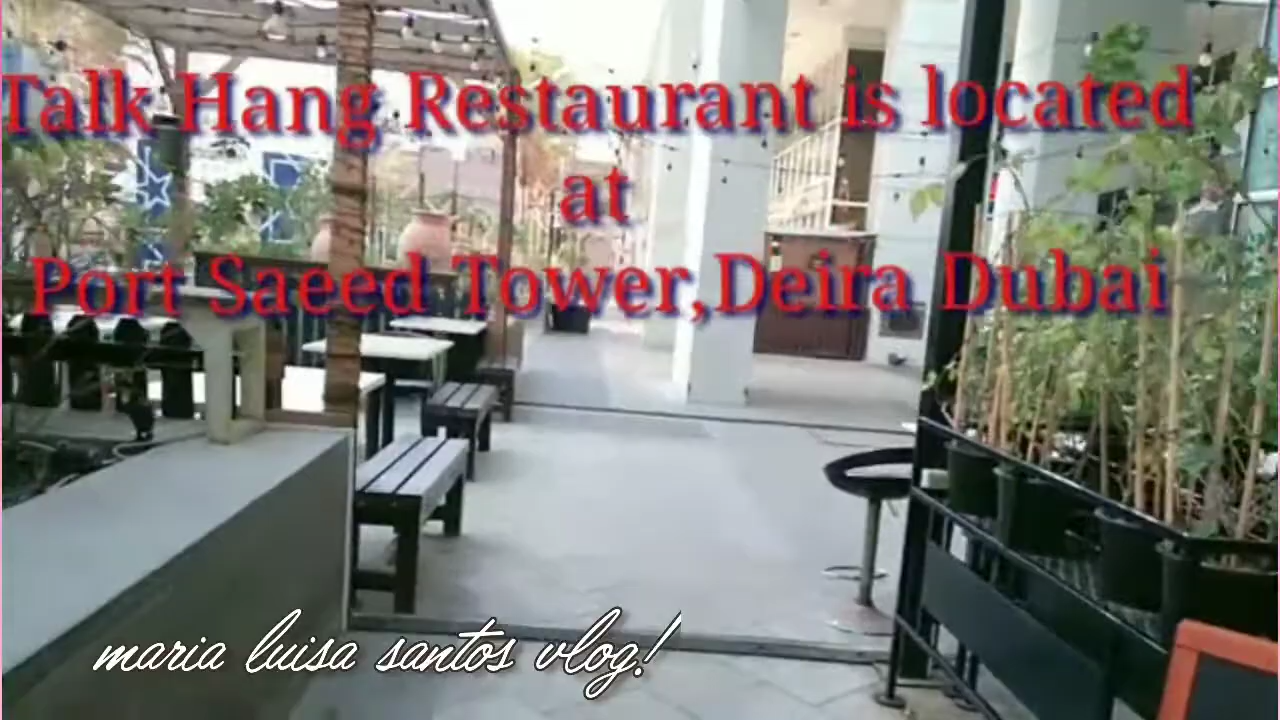 Talk Hang Restaurant is located
at
Port Saeed Tower,Deira Dubai
maria luisa santos vlog!